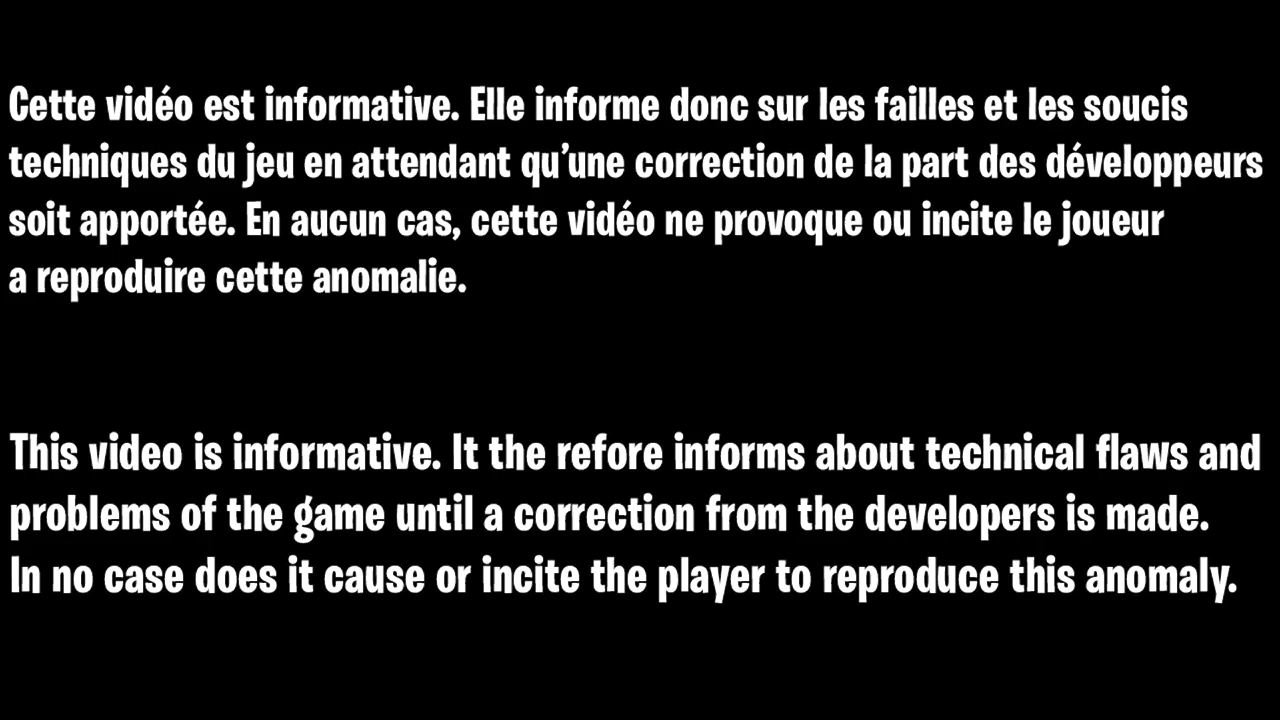 Cette vidéo est informative. Elle informe donc sur les failles et les soucis
techniques du jeu en attendant qu'une correction de la part des développeurs
soit apportée. En aucun cas, cette vidéo ne provoque ou incite le joueur
a reproduire cette anomalie.
This video is informative. It the refore informs about technical flaws and
problems of the game until a correction from the developers is made.
In no case does it cause or incite the player to reproduce this anomaly.